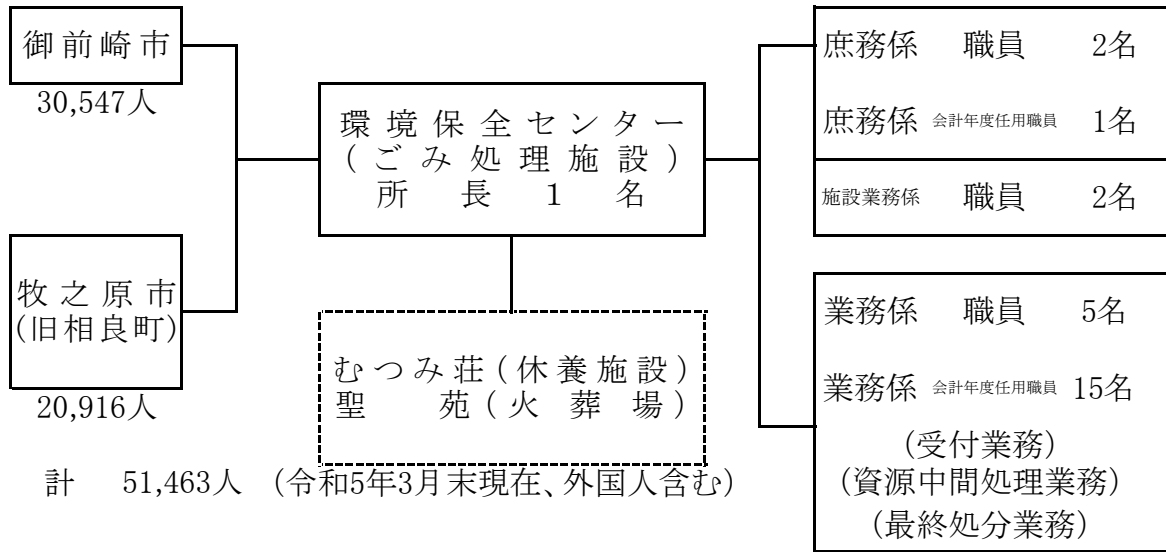 御前崎市
30,547人
牧之原市
(旧相良町)
20,916人
環境保全センター
(ごみ処理施設)
所長 1 名
むつみ荘(休養施設)
聖苑(火葬場)
計 51,463人 (令和5年3月末現在、外国人含む)
庶務係 職員 2名
庶務係 会計年度任用職員 1名
施設業務係 職員 2名
業務係 職員 5名
業務係 会計年度任用職員 15名
(受付業務)
(資源中間処理業務)
(最終処分業務)